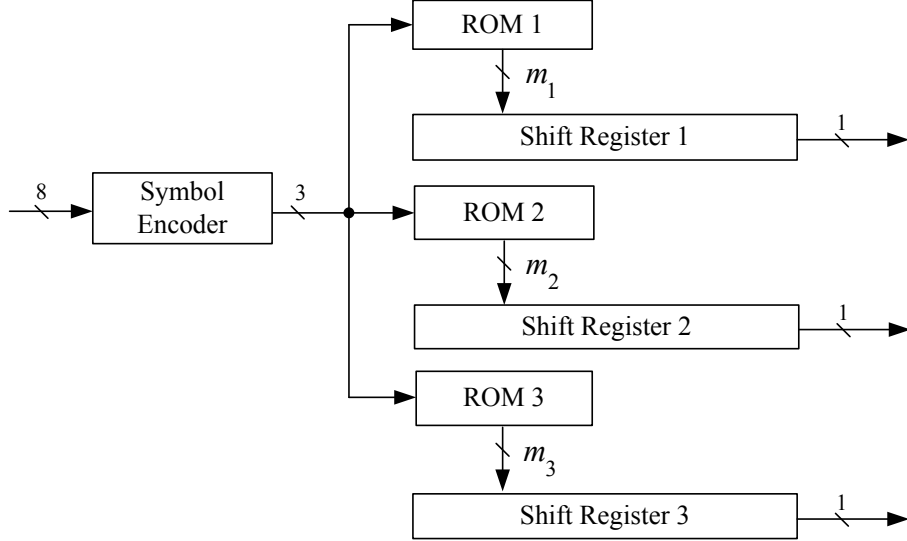 ROM 1
m1
Shift Register 1
1
8
Symbol
Encoder
3
ROM 2
m2
Shift Register 2
1
ROM 3
m3
Shift Register 3
1